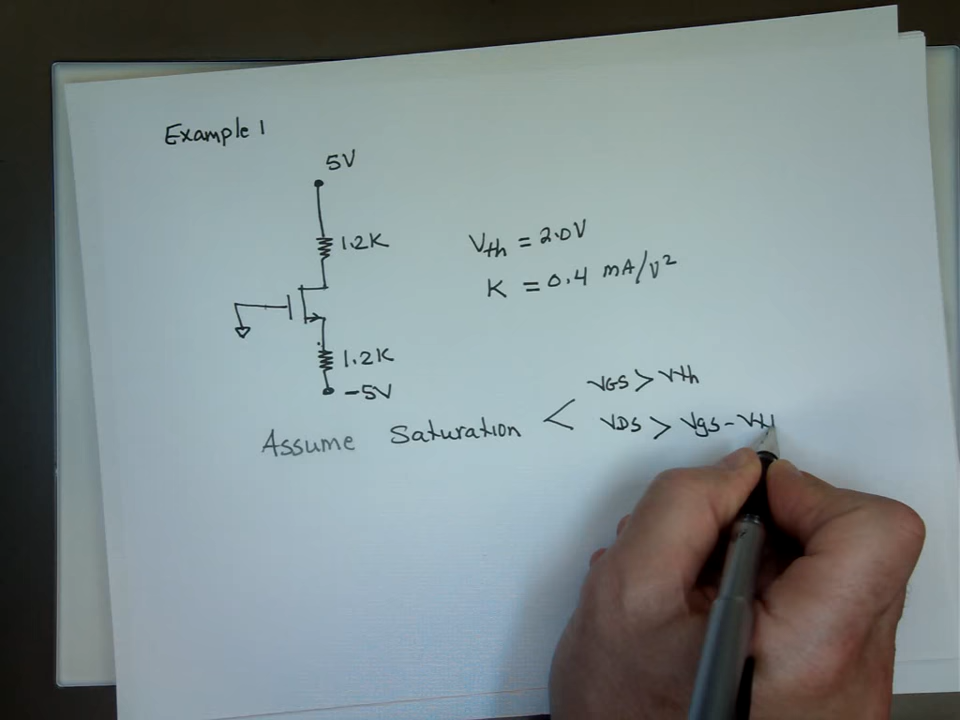 Example 1
5V
1.2K
Vth = 2.0V
K = 0.4 mA/V²
1.2K
-5V
VGS > Vth
Assume Saturation < VDS > Vgs - Vth